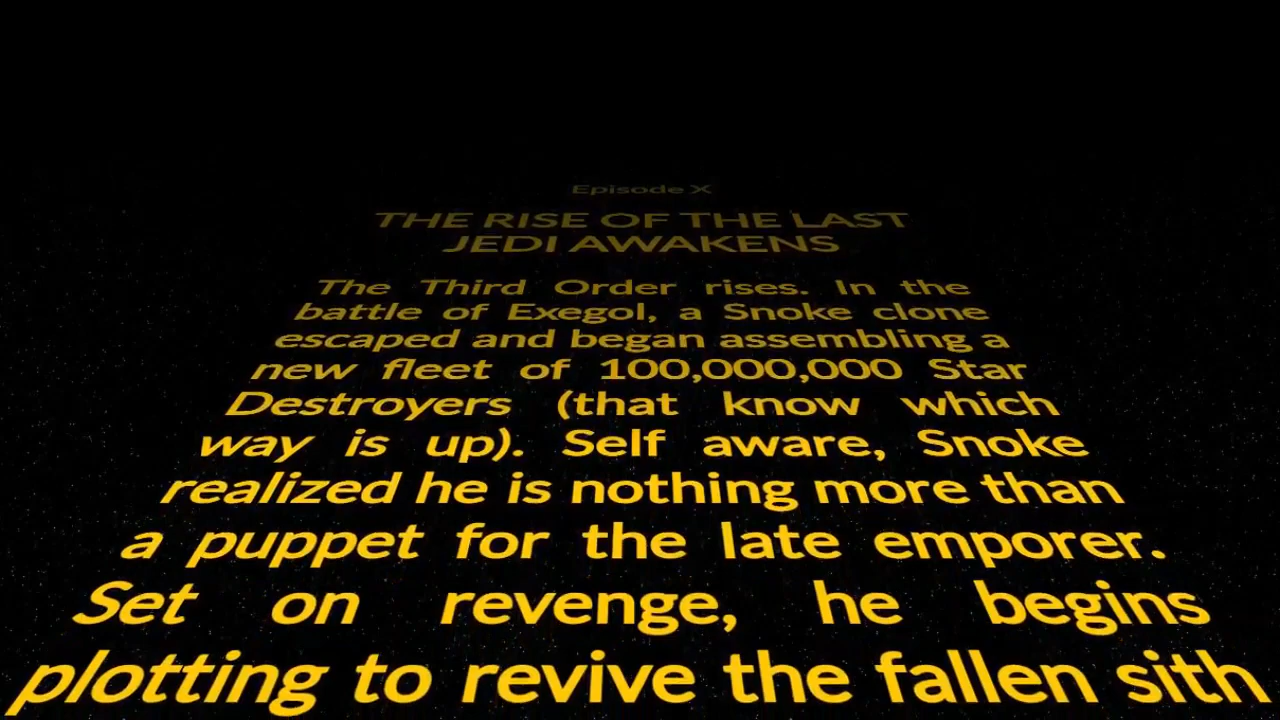 Episode X
THE RISE OF THE LAST
JEDI AWAKENS
The Third Order rises. In the
battle of Exegol, a Snoke clone
escaped and began assembling a
new fleet of 100,000,000 Star
Destroyers (that know which
way is up). Self aware, Snoke
realized he is nothing more than
a puppet for the late emporer.
Set on revenge, he begins
plotting to revive the fallen sith